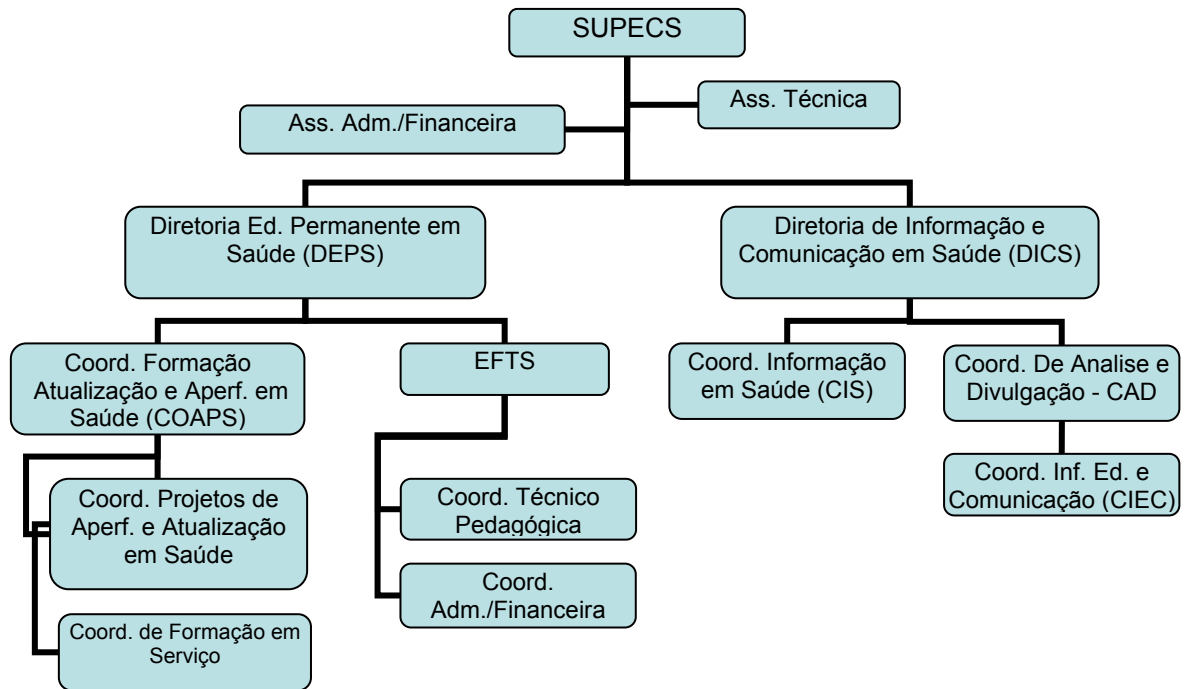 SUPECS
Ass. Técnica
Ass. Adm./Financeira
Diretoria Ed. Permanente em
Saúde (DEPS)
Diretoria de Informação e
Comunicação em Saúde (DICS)
Coord. Formação
Atualização e Aperf. em
Saúde (COAPS)
EFTS
Coord. Informação
em Saúde (CIS)
Coord. De Analise e
Divulgação - CAD
Coord. Projetos de
Aperf. e Atualização
em Saúde
Coord. Técnico
Pedagógica
Coord. Inf. Ed. e
Comunicação (CIEC)
Coord.
Adm./Financeira
Coord. de Formação em
Serviço